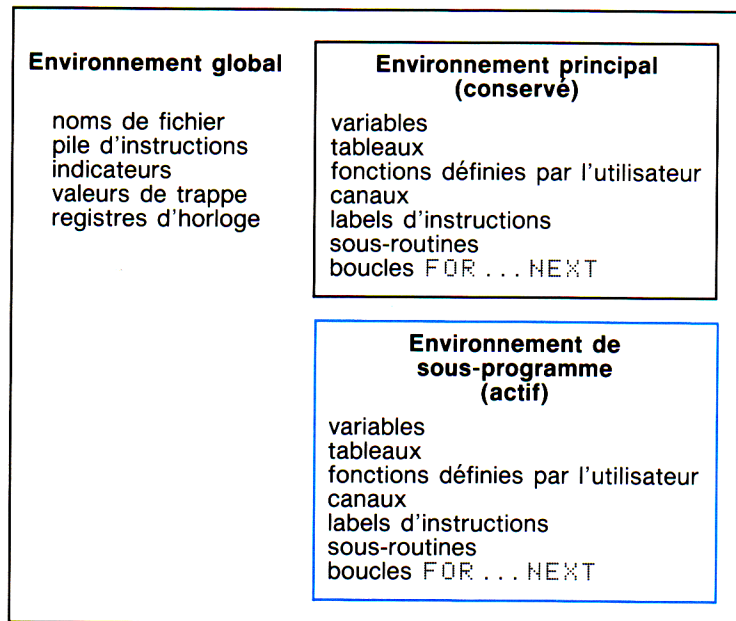 Environnement global
noms de fichier
pile d'instructions
indicateurs
valeurs de trappe
registres d'horloge
Environnement principal
(conservé)
variables
tableaux
fonctions définies par l'utilisateur
canaux
labels d'instructions
sous-routines
boucles FOR ... NEXT
Environnement de
sous-programme
(actif)
variables
tableaux
fonctions définies par l'utilisateur
canaux
labels d'instructions
sous-routines
boucles FOR ... NEXT